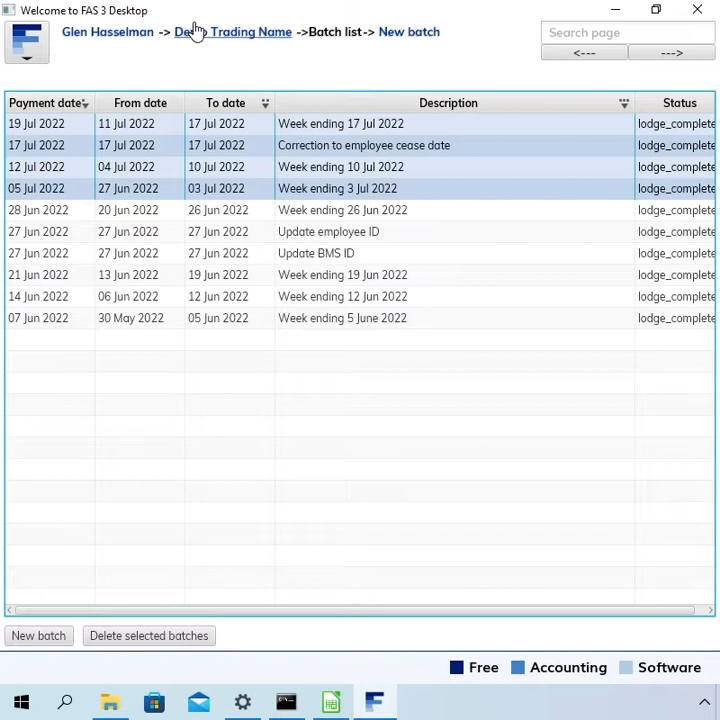 Welcome to FAS 3 Desktop
Glen Hasselman -> Demo Trading Name ->Batch list-> New batch
Search page
<--- --->
Payment date From date To date Description Status
19 Jul 2022 11 Jul 2022 17 Jul 2022 Week ending 17 Jul 2022 lodge_complete
17 Jul 2022 17 Jul 2022 17 Jul 2022 Correction to employee cease date lodge_complete
12 Jul 2022 04 Jul 2022 10 Jul 2022 Week ending 10 Jul 2022 lodge_complete
05 Jul 2022 27 Jun 2022 03 Jul 2022 Week ending 3 Jul 2022 lodge_complete
28 Jun 2022 20 Jun 2022 26 Jun 2022 Week ending 26 Jun 2022 lodge_complete
27 Jun 2022 27 Jun 2022 27 Jun 2022 Update employee ID lodge_complete
27 Jun 2022 27 Jun 2022 27 Jun 2022 Update BMS ID lodge_complete
21 Jun 2022 13 Jun 2022 19 Jun 2022 Week ending 19 Jun 2022 lodge_complete
14 Jun 2022 06 Jun 2022 12 Jun 2022 Week ending 12 Jun 2022 lodge_complete
07 Jun 2022 30 May 2022 05 Jun 2022 Week ending 5 June 2022 lodge_complete
New batch Delete selected batches
Free Accounting Software